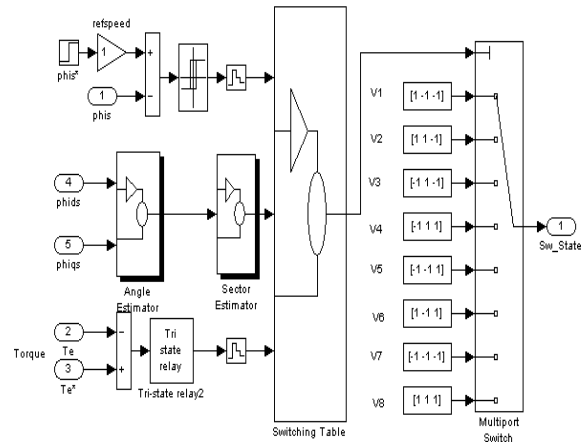 refspeed
1
phis*
1
phis
4
phids
5
phiqs
Angle
Estimator
Sector
Estimator
Torque
2
Te
3
Te*
Tri
state
relay
Tri-state relay2
Switching Table
V1
[1 -1 -1]
V2
[1 1 -1]
V3
[-1 1 -1]
V4
[-1 1 1]
V5
[-1 -1 1]
V6
[1 -1 1]
V7
[-1 -1 -1]
V8
[1 1 1]
Multiport
Switch
1
Sw_State